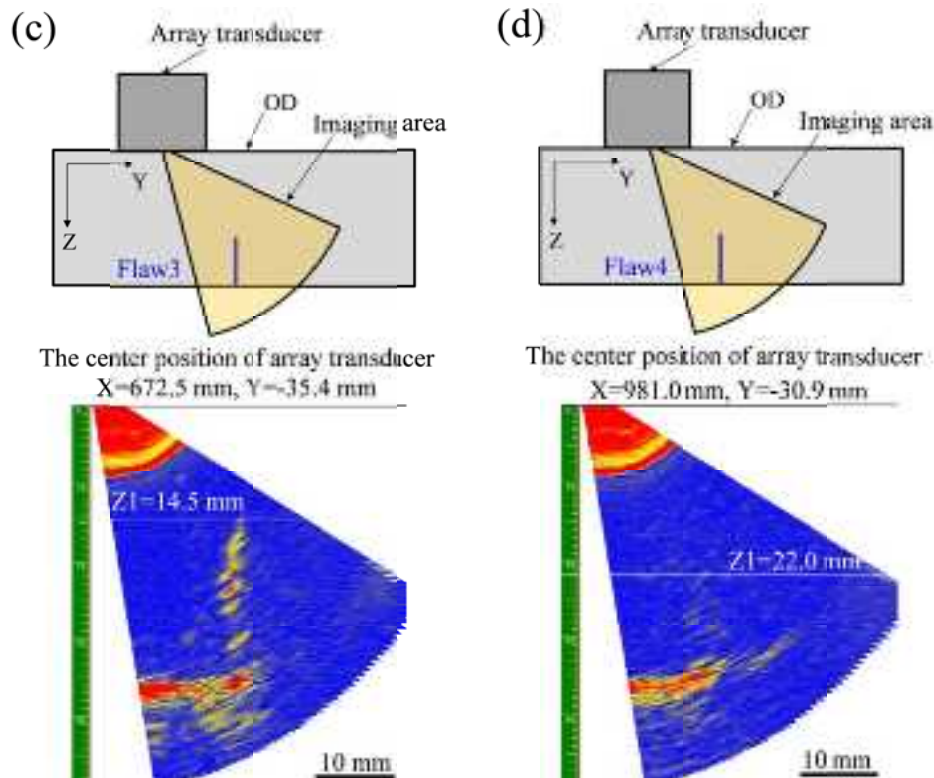 (c)
Array transducer
OD
Imaging area
Y
Z
Flaw3
The center position of array transducer
X=672.5 mm, Y=-35.4 mm
Z1=14.5 mm
10 mm
(d)
Array transducer
OD
Imaging area
Y
Z
Flaw4
The center position of array transducer
X=981.0 mm, Y=-30.9 mm
Z1=22.0 mm
10 mm